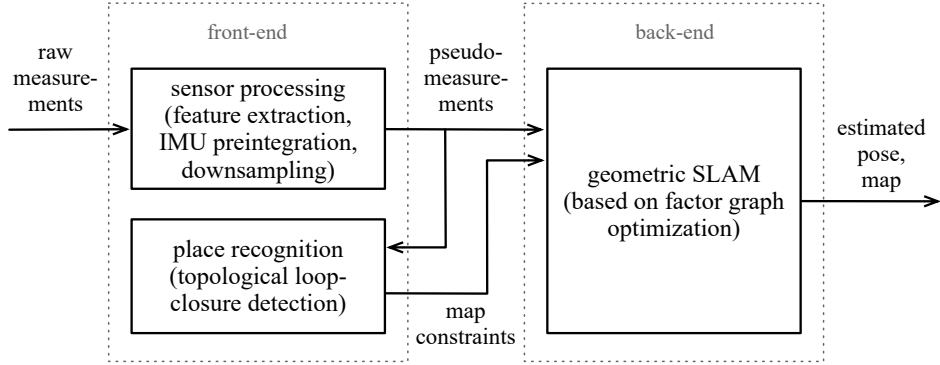 front-end
back-end
raw
measure-
ments
sensor processing
(feature extraction,
IMU preintegration,
downsampling)
pseudo-
measure-
ments
place recognition
(topological loop-
closure detection)
map
constraints
geometric SLAM
(based on factor graph
optimization)
estimated
pose,
map